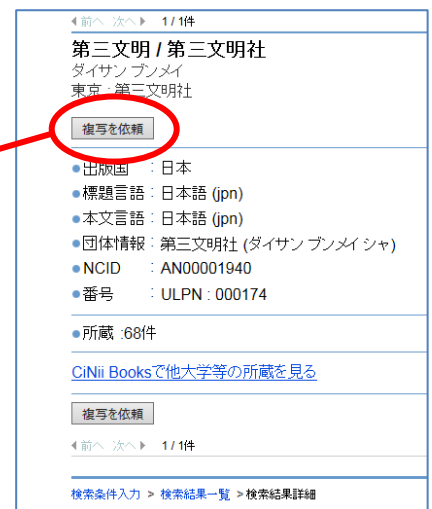 ◀前へ 次へ▶ 1 / 1件
第三文明 / 第三文明社
ダイサン ブンメイ
東京 : 第三文明社
複写を依頼
●出版国 : 日本
●標題言語 : 日本語 (jpn)
●本文言語 : 日本語 (jpn)
●団体情報 : 第三文明社 (ダイサン ブンメイ シャ)
●NCID : AN00001940
●番号 : ULPN : 000174
●所蔵 :68件
CiNii Booksで他大学等の所蔵を見る
複写を依頼
◀前へ 次へ▶ 1 / 1件
検索条件入力 > 検索結果一覧 >検索結果詳細